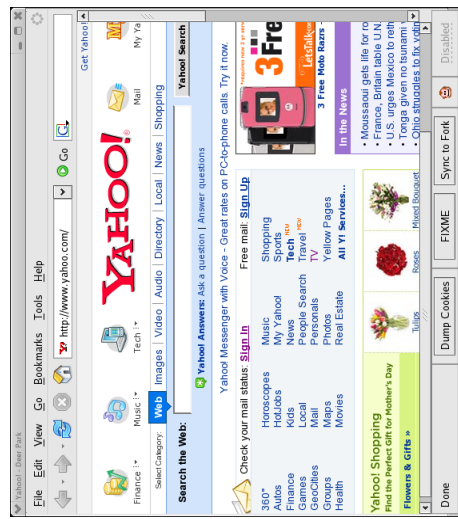 Yahoo! - Deer Park
File Edit View Go Bookmarks Tools Help
http://www.yahoo.com/ Go
Get Yahoo
Finance Music Tech YAHOO! Mail My Ya
Select Category: Web Images Video Audio Directory Local News Shopping
Search the Web: Yahoo! Search
Yahoo! Answers: Ask a question | Answer questions
Yahoo! Messenger with Voice - Great rates on PC-to-phone calls. Try it now.
Check your mail status: Sign In Free mail: Sign Up
360° Horoscopes Music Shopping
Autos HotJobs My Yahoo! Sports
Finance Kids News Tech NEW
Games Local People Search Travel NEW
GeoCities Mail Personals TV
Groups Maps Photos Yellow Pages
Health Movies Real Estate All Y! Services...
3 Free
LetsTalk
3 Free Moto Razrs -
In the News
• Moussaoui gets life for ro
• France, Britain table U.N.
• U.S. urges Mexico to reth
• Tonga given no tsunami
• Ohio struggles to fix votin
Yahoo! Shopping
Find the Perfect Gift for Mother's Day
Flowers & Gifts »
Tulips Roses Mixed Bouquet
Done Dump Cookies FIXME Sync to Fork Disabled